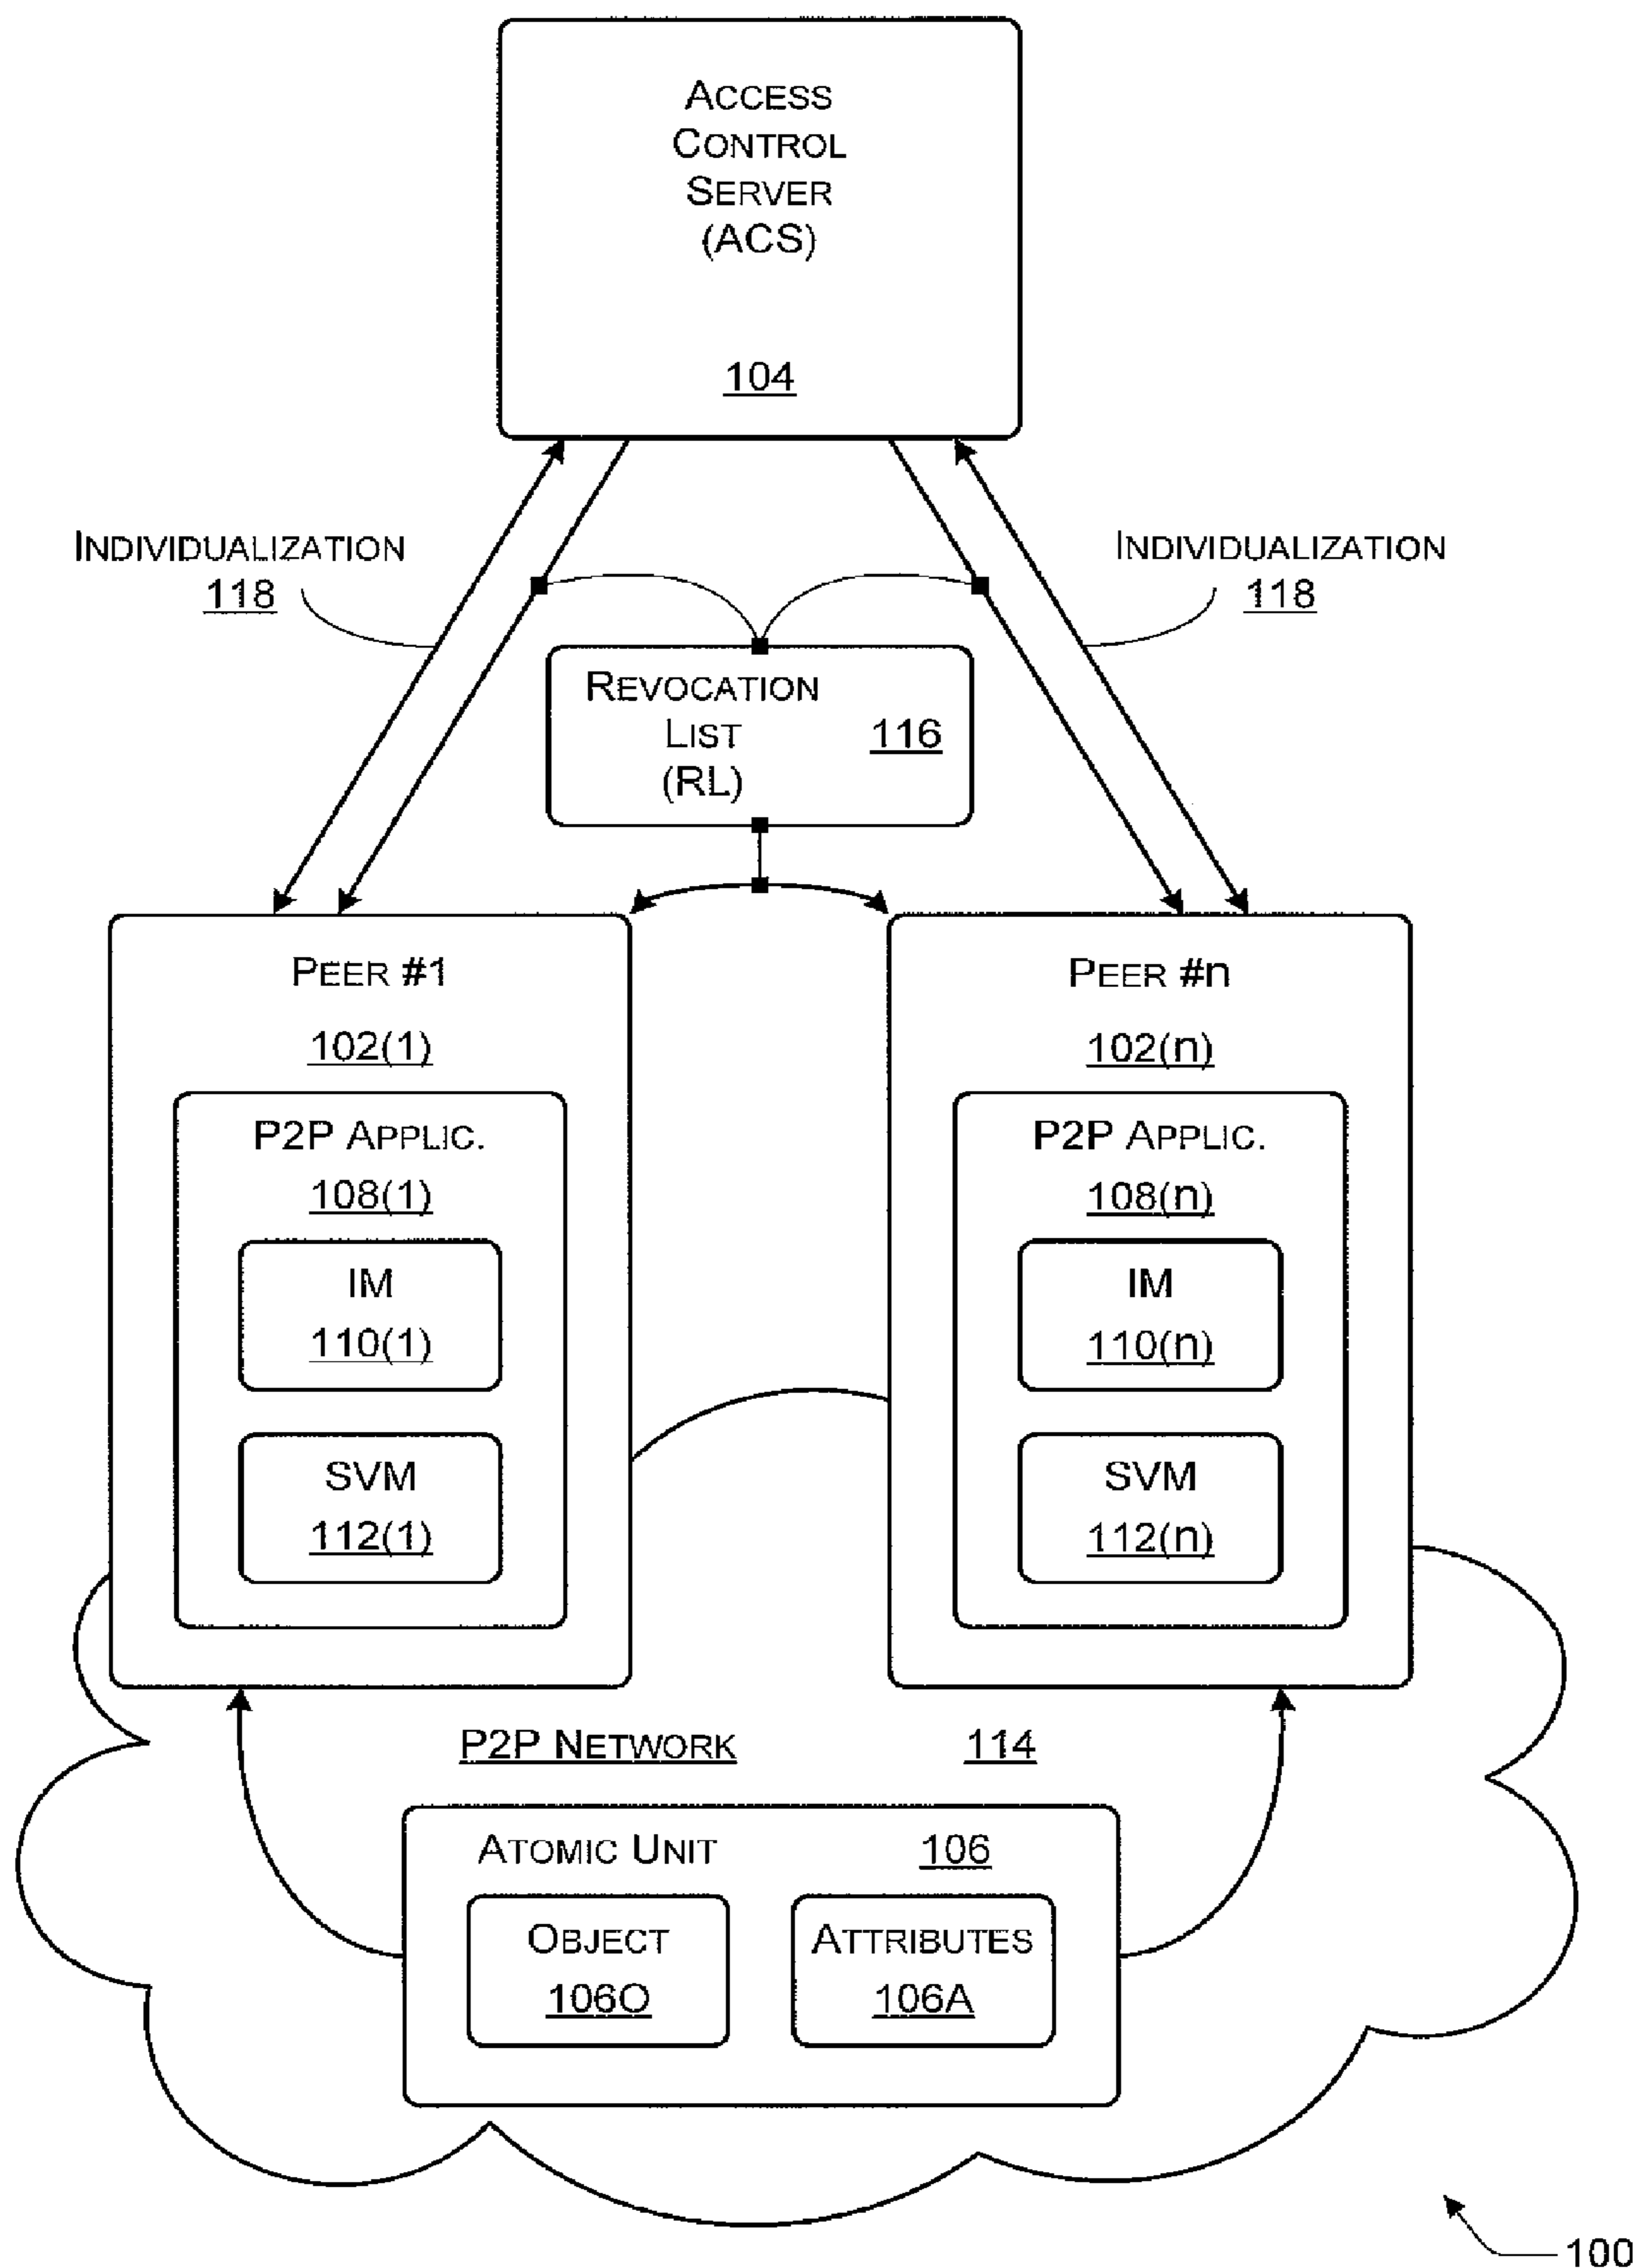 ACCESS
CONTROL
SERVER
(ACS)
104
INDIVIDUALIZATION
118
INDIVIDUALIZATION
118
REVOCATION
LIST
(RL)
116
PEER #1
102(1)
P2P APPLIC.
108(1)
IM
110(1)
SVM
112(1)
PEER #n
102(n)
P2P APPLIC.
108(n)
IM
110(n)
SVM
112(n)
P2P NETWORK 114
ATOMIC UNIT 106
OBJECT
106O
ATTRIBUTES
106A
100